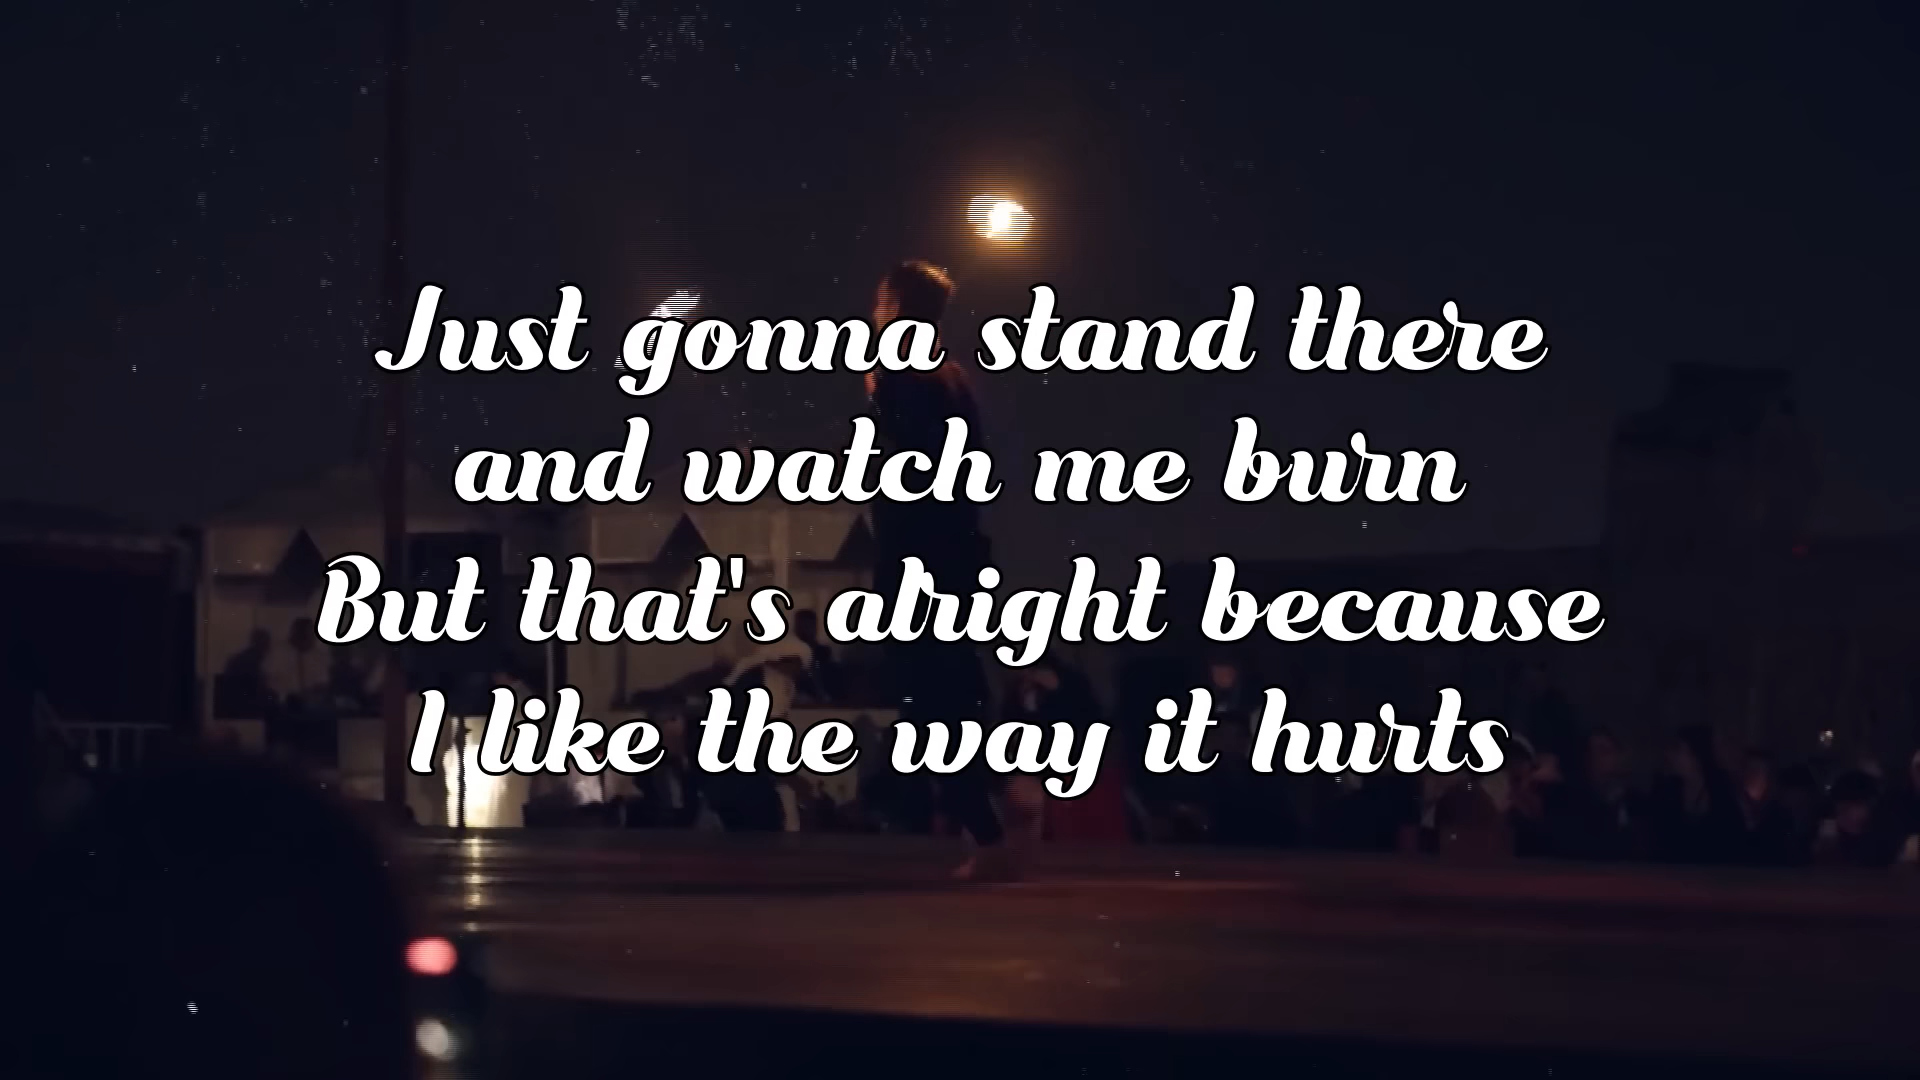 Just gonna stand there
and watch me burn
But that's alright because
I like the way it hurts